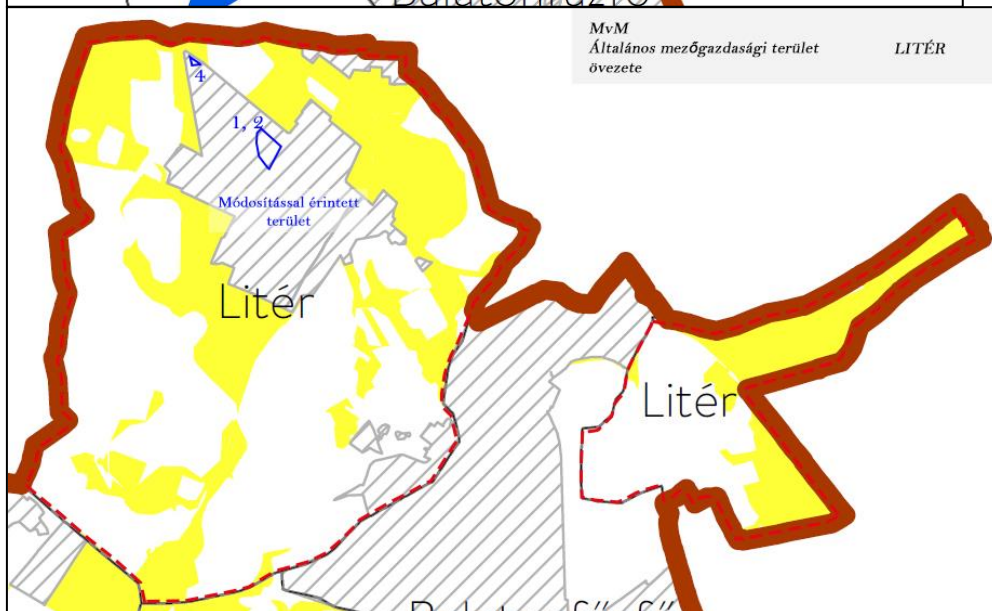 MvM
Általános mezőgazdasági terület
övezete
LITÉR
4
1, 2
Módosítással érintett
terület
Litér
Litér